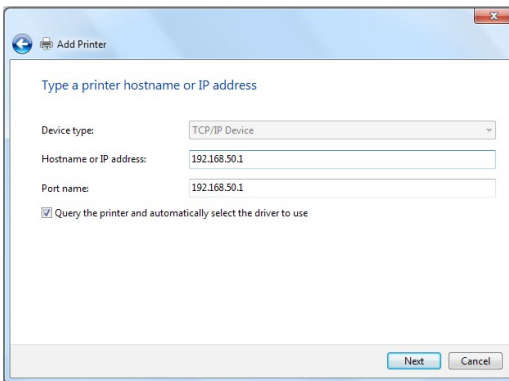 Add Printer
Type a printer hostname or IP address
Device type: TCP/IP Device
Hostname or IP address: 192.168.50.1
Port name: 192.168.50.1
Query the printer and automatically select the driver to use
Next Cancel